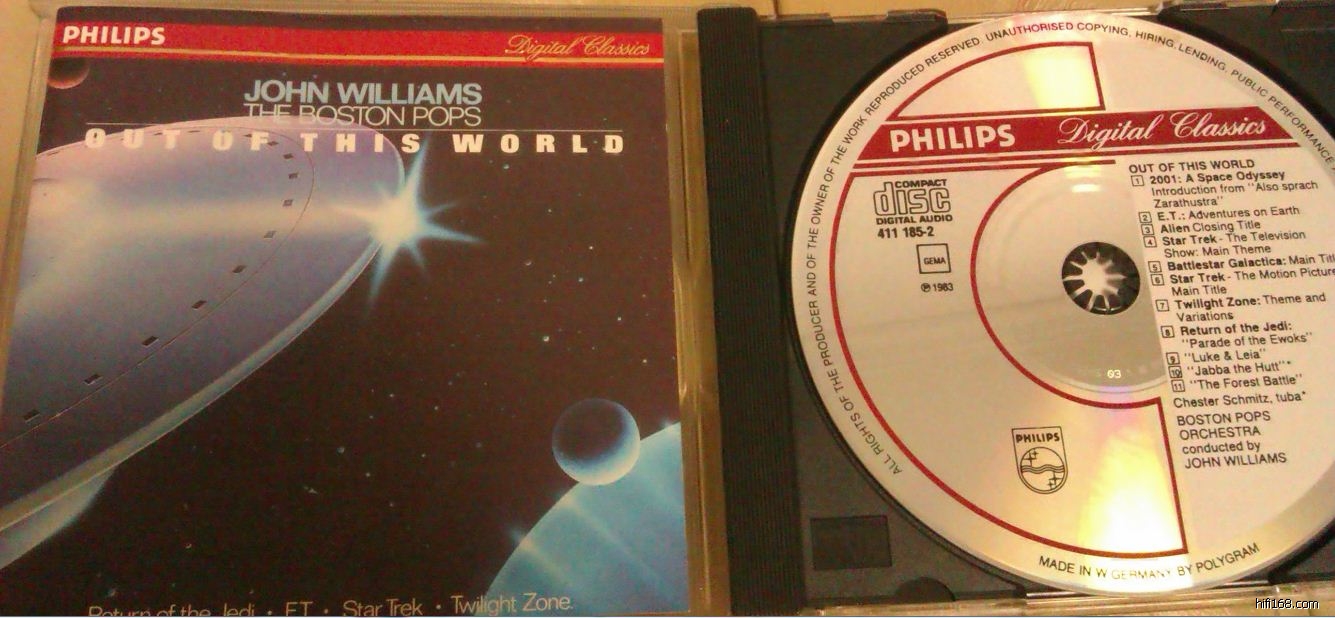 PHILIPS
Digital Classics
JOHN WILLIAMS
THE BOSTON POPS
OUT OF THIS WORLD
Return of the Jedi • E.T. • Star Trek • Twilight Zone
ALL RIGHTS OF THE PRODUCER AND OF THE OWNER OF THE WORK REPRODUCED RESERVED. UNAUTHORISED COPYING, HIRING, LENDING, PUBLIC PERFORMANCE
PHILIPS
Digital Classics
COMPACT
disc
DIGITAL AUDIO
411 185-2
GEMA
℗ 1983
OUT OF THIS WORLD
1 2001: A Space Odyssey
Introduction from "Also sprach
Zarathustra"
2 E.T.: Adventures on Earth
3 Alien Closing Title
4 Star Trek - The Television
Show: Main Theme
5 Battlestar Galactica: Main Titl
6 Star Trek - The Motion Picture
Main Title
7 Twilight Zone: Theme and
Variations
8 Return of the Jedi:
"Parade of the Ewoks"
9 "Luke & Leia"
10 "Jabba the Hutt"*
11 "The Forest Battle"
Chester Schmitz, tuba*
BOSTON POPS
ORCHESTRA
conducted by
JOHN WILLIAMS
03
PHILIPS
MADE IN W. GERMANY BY POLYGRAM
hifi168.com